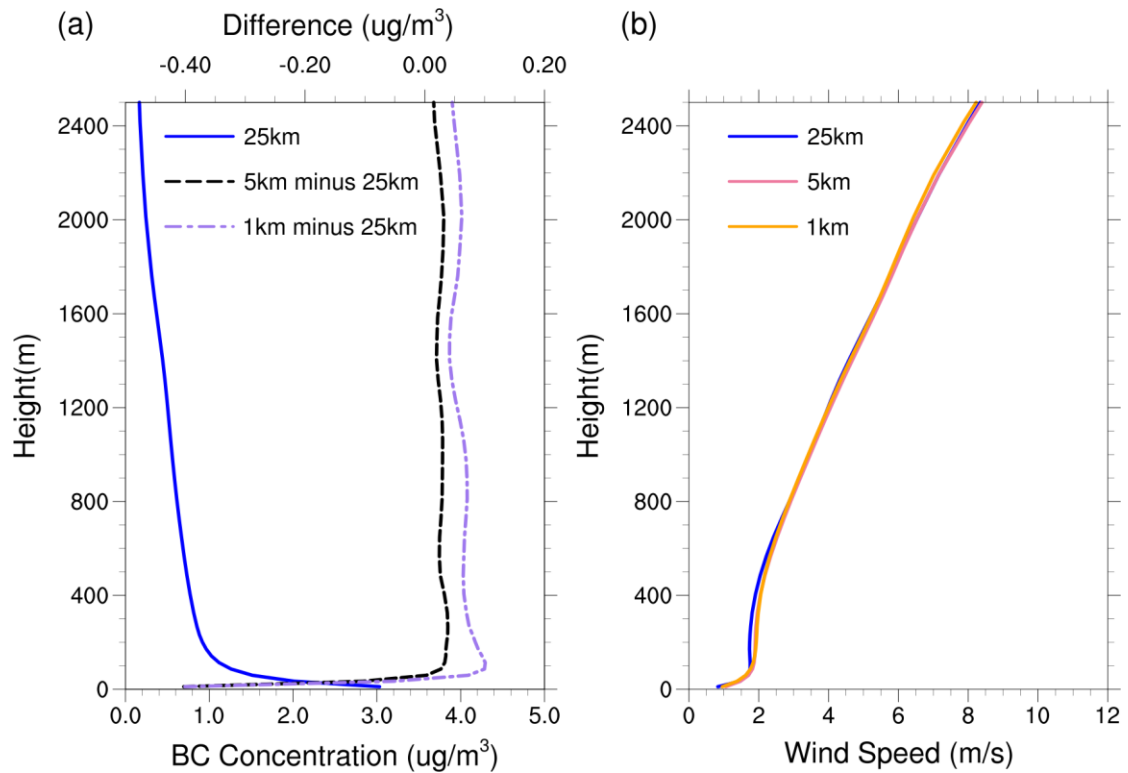 (a)
Difference (ug/m³)
-0.40 -0.20 0.00 0.20
2400
2000
1600
1200
800
400
0
Height(m)
25km
5km minus 25km
1km minus 25km
0.0 1.0 2.0 3.0 4.0 5.0
BC Concentration (ug/m³)
(b)
2400
2000
1600
1200
800
400
0
Height(m)
25km
5km
1km
0 2 4 6 8 10 12
Wind Speed (m/s)